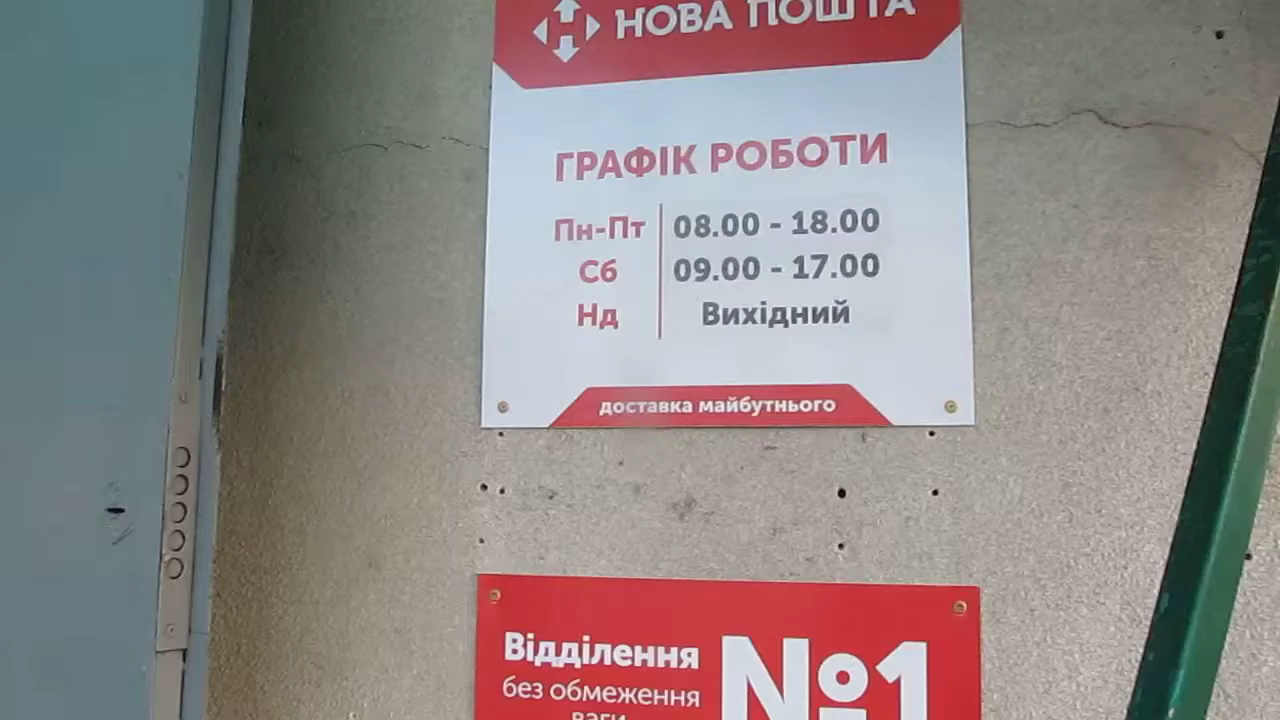 НОВА ПОШТА
ГРАФІК РОБОТИ
Пн-Пт 08.00 - 18.00
Сб 09.00 - 17.00
Нд Вихідний
доставка майбутнього
Відділення
без обмеження
ваги
№1